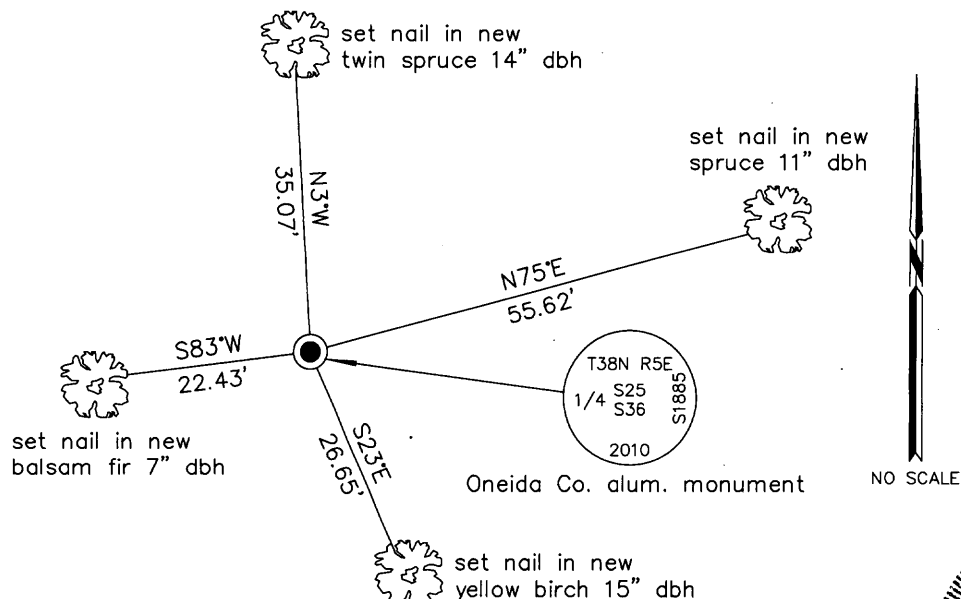 set nail in new
twin spruce 14" dbh
set nail in new
spruce 11" dbh
N3°W
35.07'
N75°E
55.62'
S83°W
22.43'
T38N R5E
1/4 S25
S36
S1885
2010
set nail in new
balsam fir 7" dbh
S23°E
26.65'
Oneida Co. alum. monument
N
NO SCALE
set nail in new
yellow birch 15" dbh